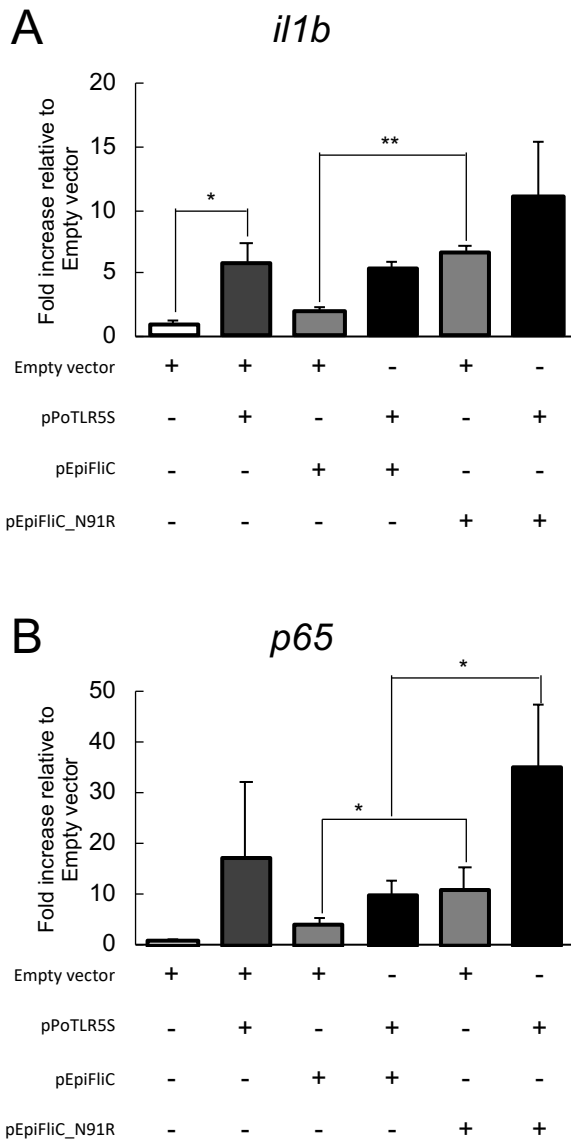 A
il1b
Fold increase relative to
Empty vector
20
15
10
5
0
*
**
Empty vector + + + - + -
pPoTLR5S - + - + - +
pEpiFliC - - + + - -
pEpiFliC_N91R - - - - + +
B
p65
Fold increase relative to
Empty vector
50
40
30
20
10
0
*
*
Empty vector + + + - + -
pPoTLR5S - + - + - +
pEpiFliC - - + + - -
pEpiFliC_N91R - - - - + +